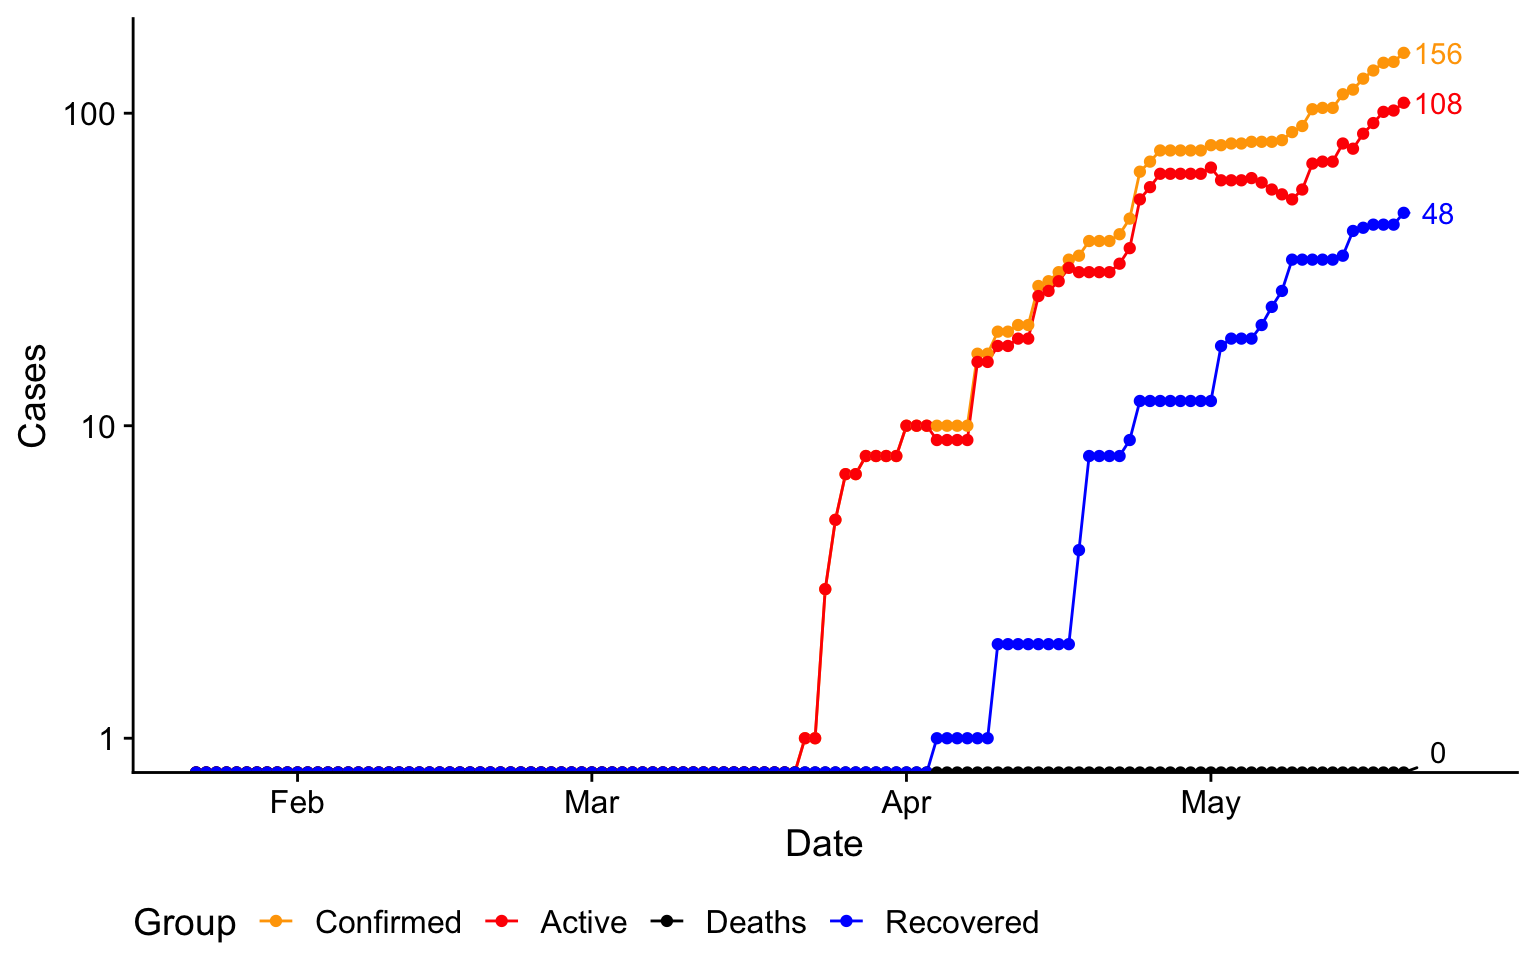 156
108
100
48
Cases
10
1
0
Feb Mar Apr May
Date
Group Confirmed Active Deaths Recovered